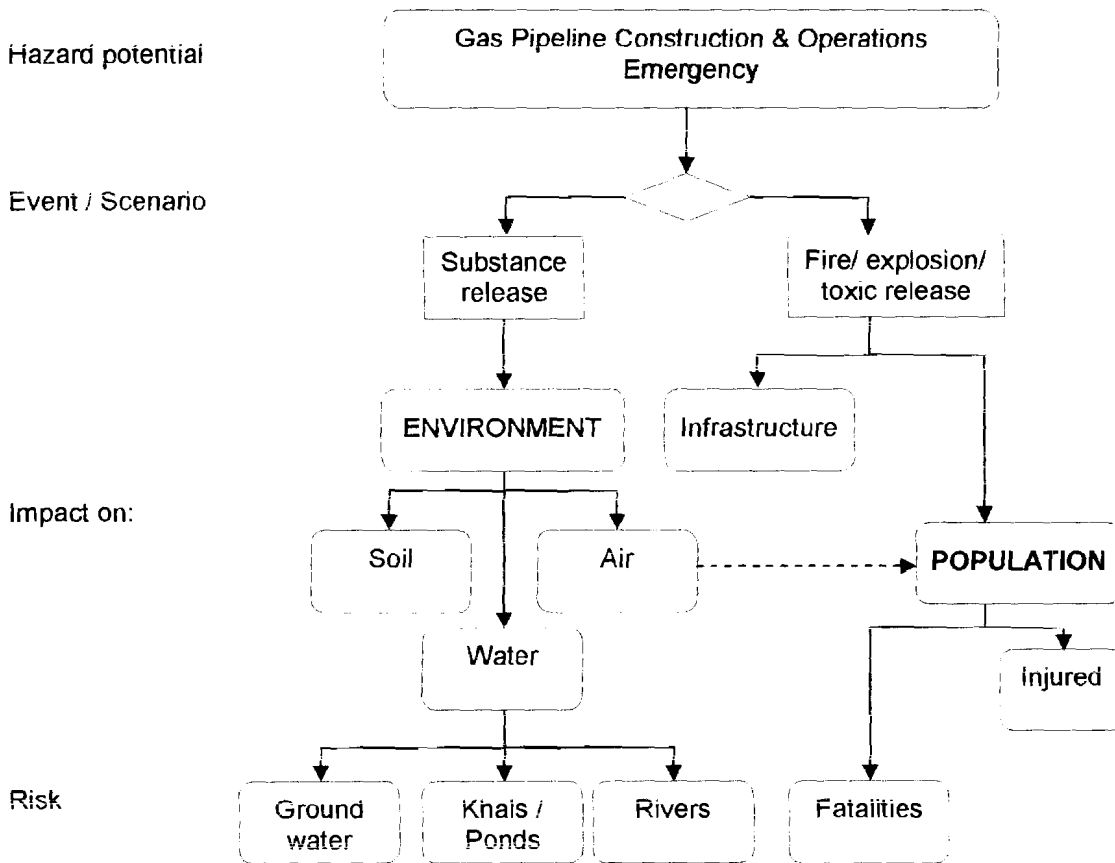 Hazard potential
Gas Pipeline Construction & Operations
Emergency
Event / Scenario
Substance
release
Fire/ explosion/
toxic release
ENVIRONMENT
Infrastructure
Impact on:
Soil
Air
POPULATION
Water
Injured
Risk
Ground
water
Khais /
Ponds
Rivers
Fatalities